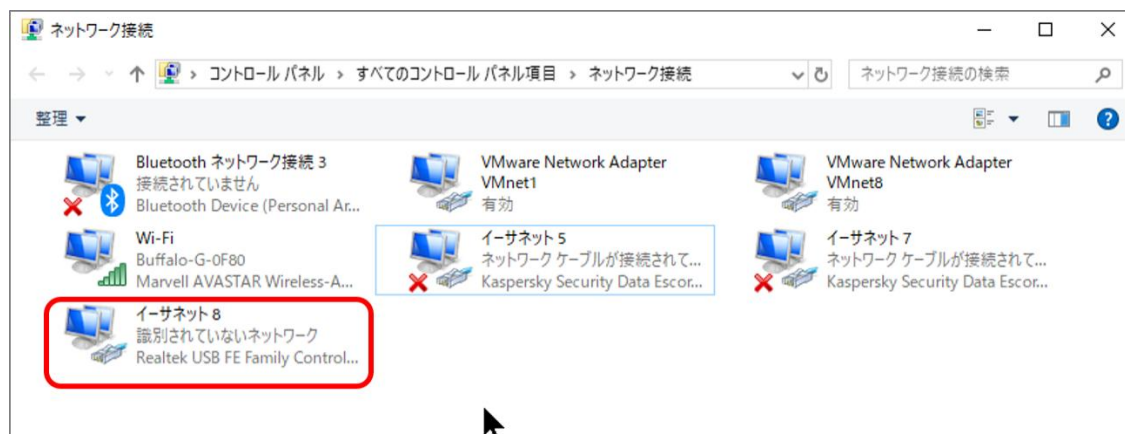 ネットワーク接続
コントロール パネル › すべてのコントロール パネル項目 › ネットワーク接続
ネットワーク接続の検索
整理
Bluetooth ネットワーク接続 3
接続されていません
Bluetooth Device (Personal Ar...
VMware Network Adapter
VMnet1
有効
VMware Network Adapter
VMnet8
有効
Wi-Fi
Buffalo-G-0F80
Marvell AVASTAR Wireless-A...
イーサネット 5
ネットワーク ケーブルが接続されて...
Kaspersky Security Data Escor...
イーサネット 7
ネットワーク ケーブルが接続されて...
Kaspersky Security Data Escor...
イーサネット 8
識別されていないネットワーク
Realtek USB FE Family Control...